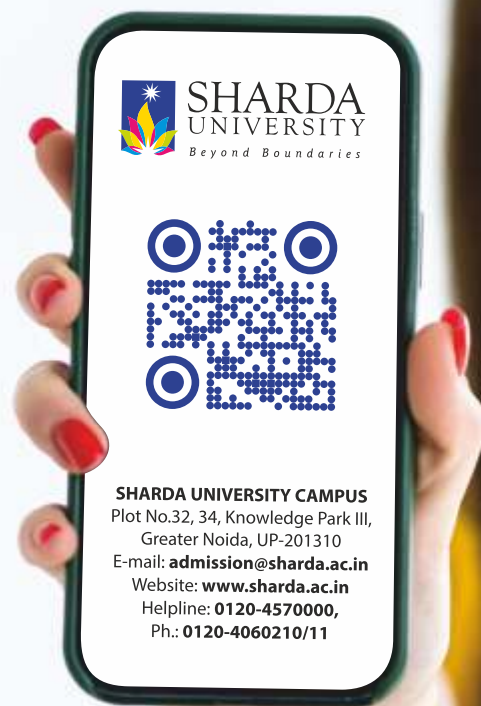 SHARDA
UNIVERSITY
Beyond Boundaries
SHARDA UNIVERSITY CAMPUS
Plot No.32, 34, Knowledge Park III,
Greater Noida, UP-201310
E-mail: admission@sharda.ac.in
Website: www.sharda.ac.in
Helpline: 0120-4570000,
Ph.: 0120-4060210/11